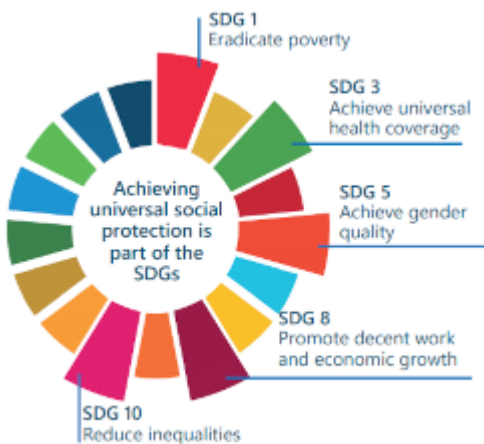 SDG 1
Eradicate poverty
SDG 3
Achieve universal
health coverage
Achieving
universal social
protection is
part of the
SDGs
SDG 5
Achieve gender
quality
SDG 8
Promote decent work
and economic growth
SDG 10
Reduce inequalities